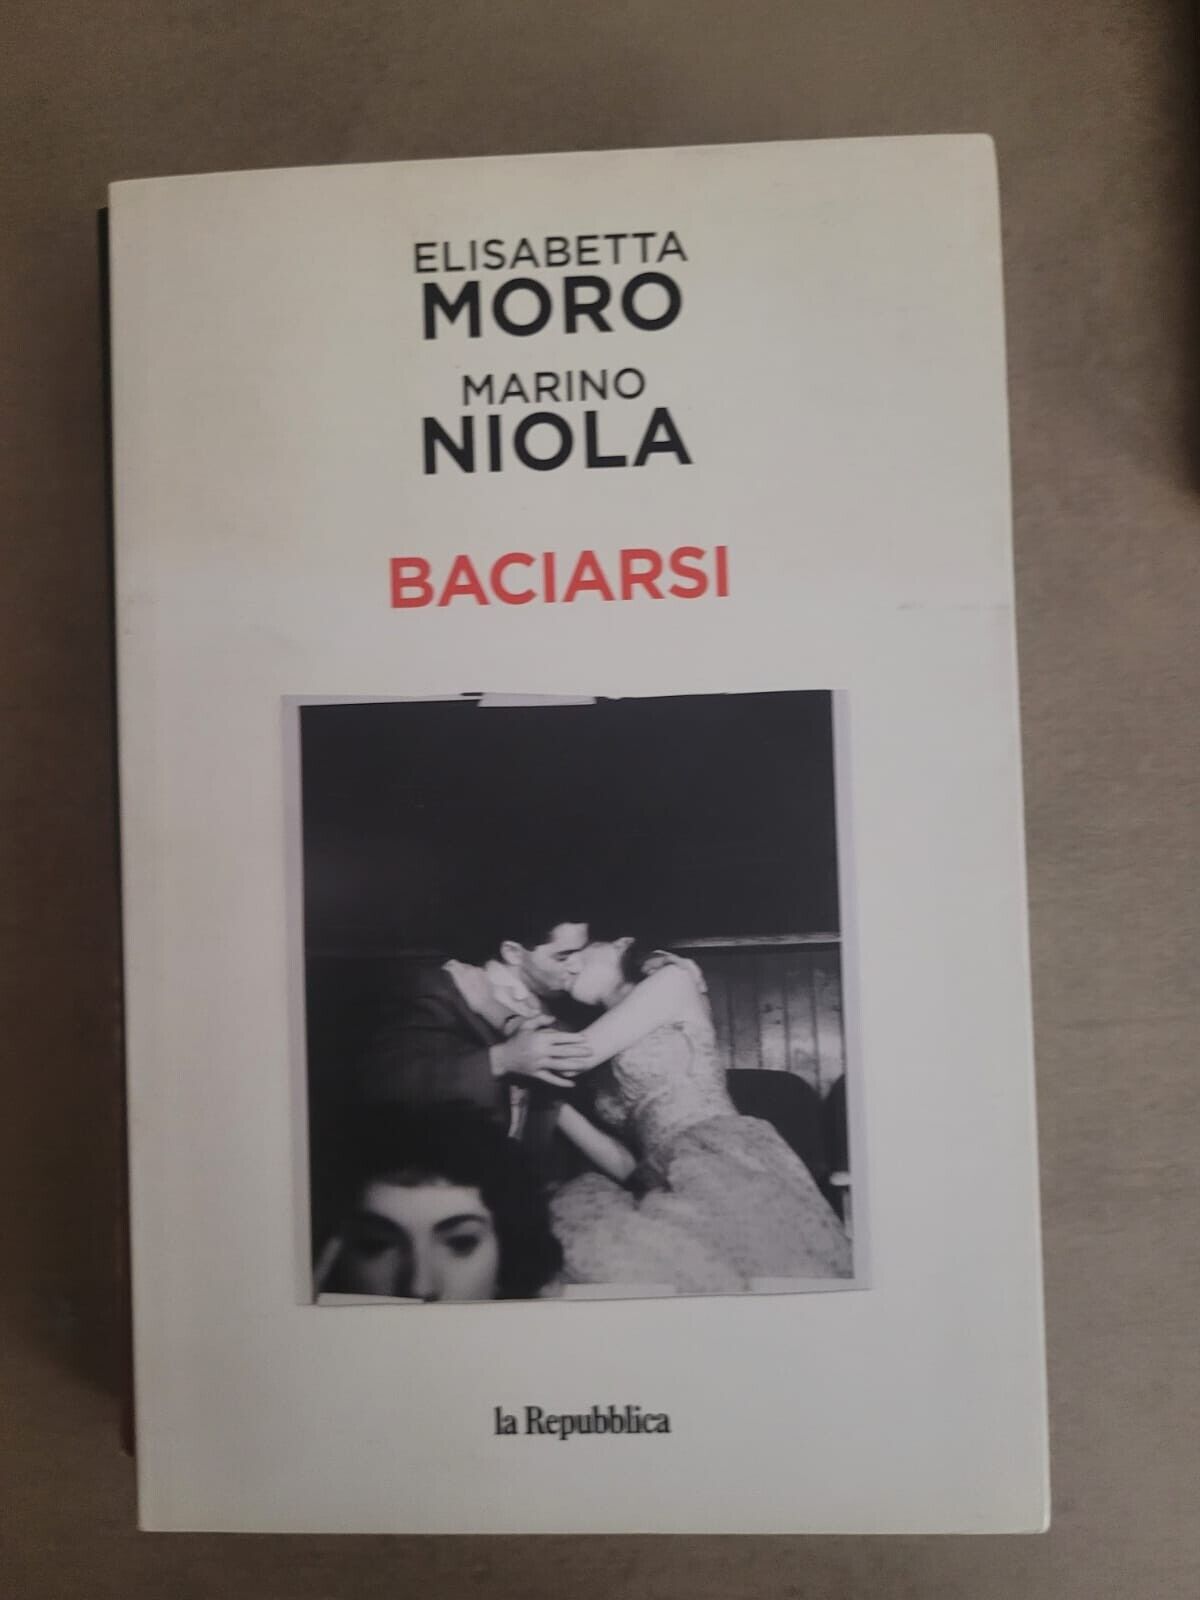 ELISABETTA
MORO
MARINO
NIOLA
BACIARSI
la Repubblica